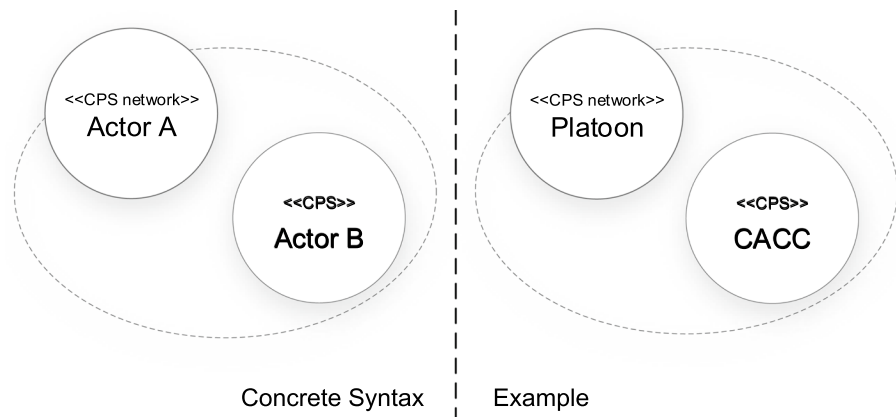 <<CPS network>>
Actor A
<<CPS>>
Actor B
Concrete Syntax
<<CPS network>>
Platoon
<<CPS>>
CACC
Example